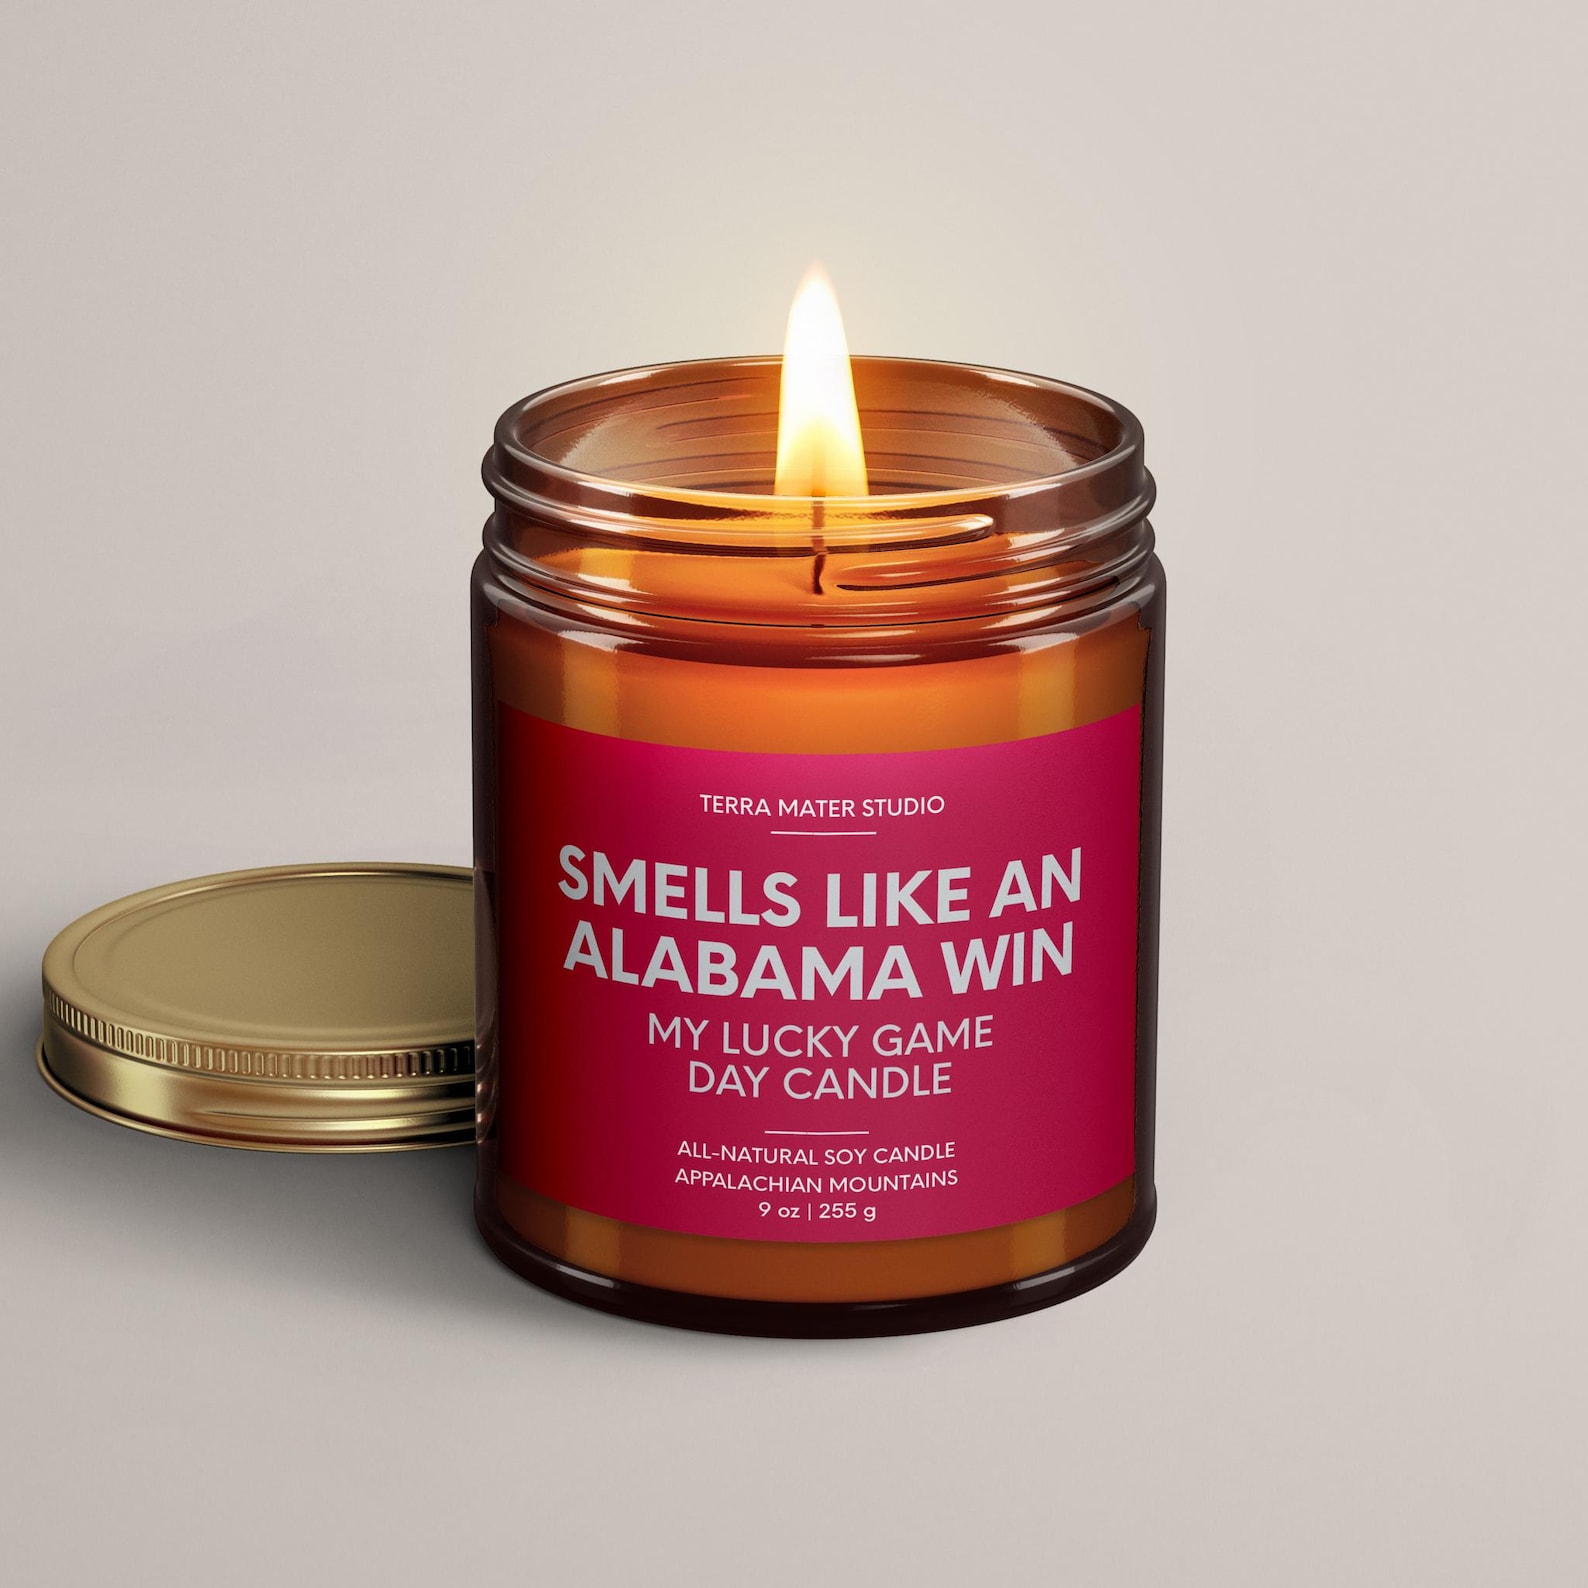 TERRA MATER STUDIO
SMELLS LIKE AN
ALABAMA WIN
MY LUCKY GAME
DAY CANDLE
ALL-NATURAL SOY CANDLE
APPALACHIAN MOUNTAINS
9 oz | 255 g